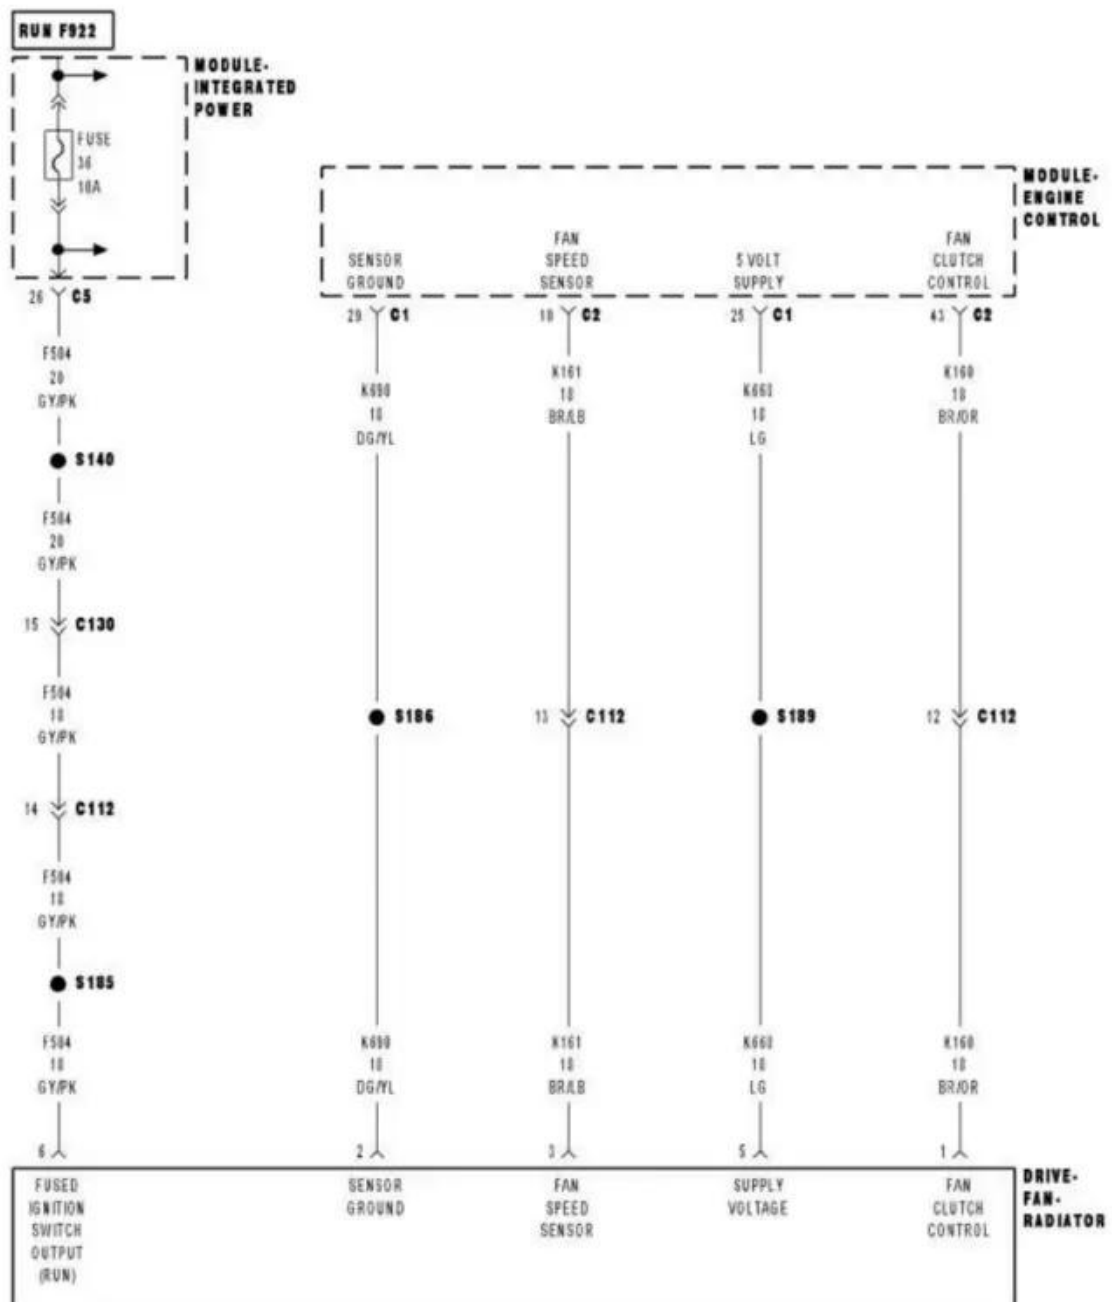 RUN F922
MODULE-
INTEGRATED
POWER
FUSE
36
10A
26 C5
F504
20
GY/PK
S140
F504
20
GY/PK
15 C130
F504
18
GY/PK
14 C112
F504
18
GY/PK
S185
F504
18
GY/PK
6
MODULE-
ENGINE
CONTROL
SENSOR
GROUND
FAN
SPEED
SENSOR
5 VOLT
SUPPLY
FAN
CLUTCH
CONTROL
29 C1
18 C2
25 C1
43 C2
K690
18
DG/YL
K161
18
BR/LB
K660
18
LG
K160
18
BR/OR
S186
13 C112
S189
12 C112
K690
18
DG/YL
K161
18
BR/LB
K660
18
LG
K160
18
BR/OR
2
3
5
1
FUSED
IGNITION
SWITCH
OUTPUT
(RUN)
SENSOR
GROUND
FAN
SPEED
SENSOR
SUPPLY
VOLTAGE
FAN
CLUTCH
CONTROL
DRIVE-
FAN-
RADIATOR